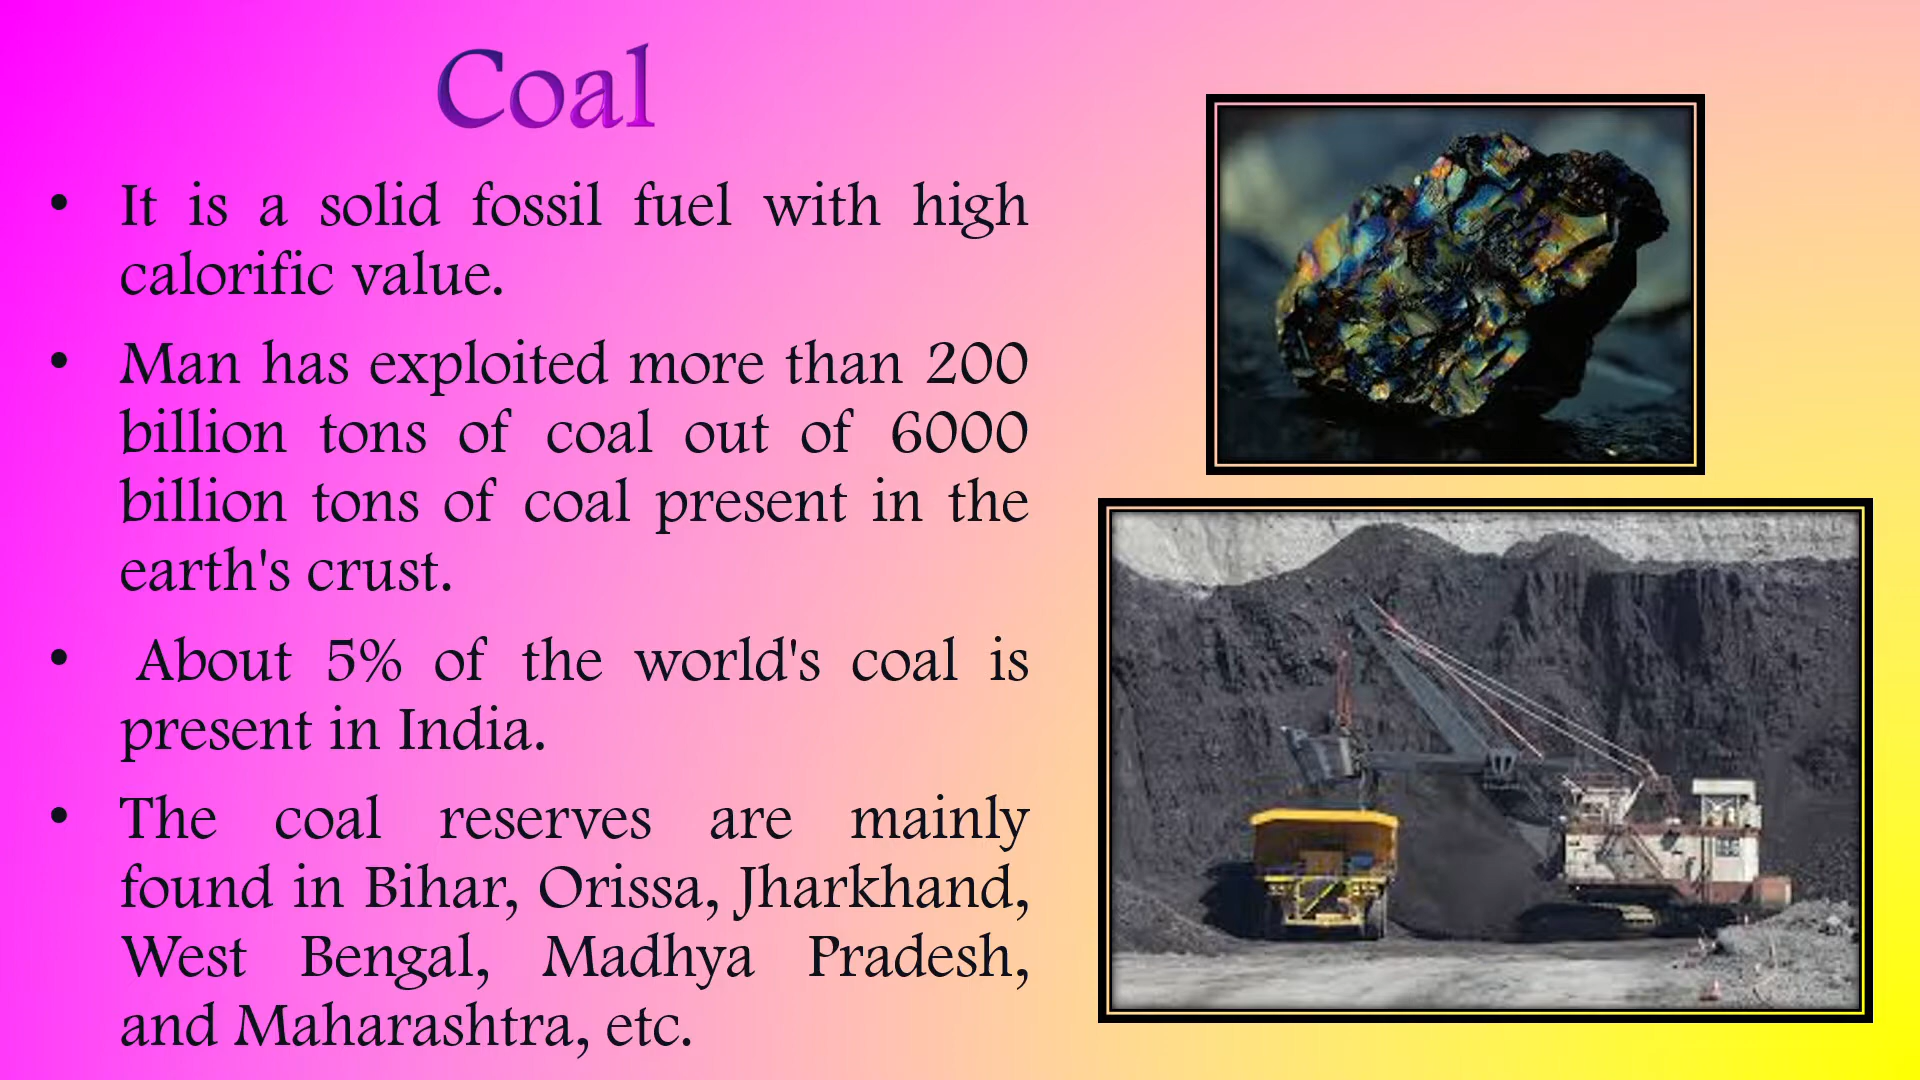 Coal
• It is a solid fossil fuel with high
calorific value.
• Man has exploited more than 200
billion tons of coal out of 6000
billion tons of coal present in the
earth's crust.
• About 5% of the world's coal is
present in India.
• The coal reserves are mainly
found in Bihar, Orissa, Jharkhand,
West Bengal, Madhya Pradesh,
and Maharashtra, etc.